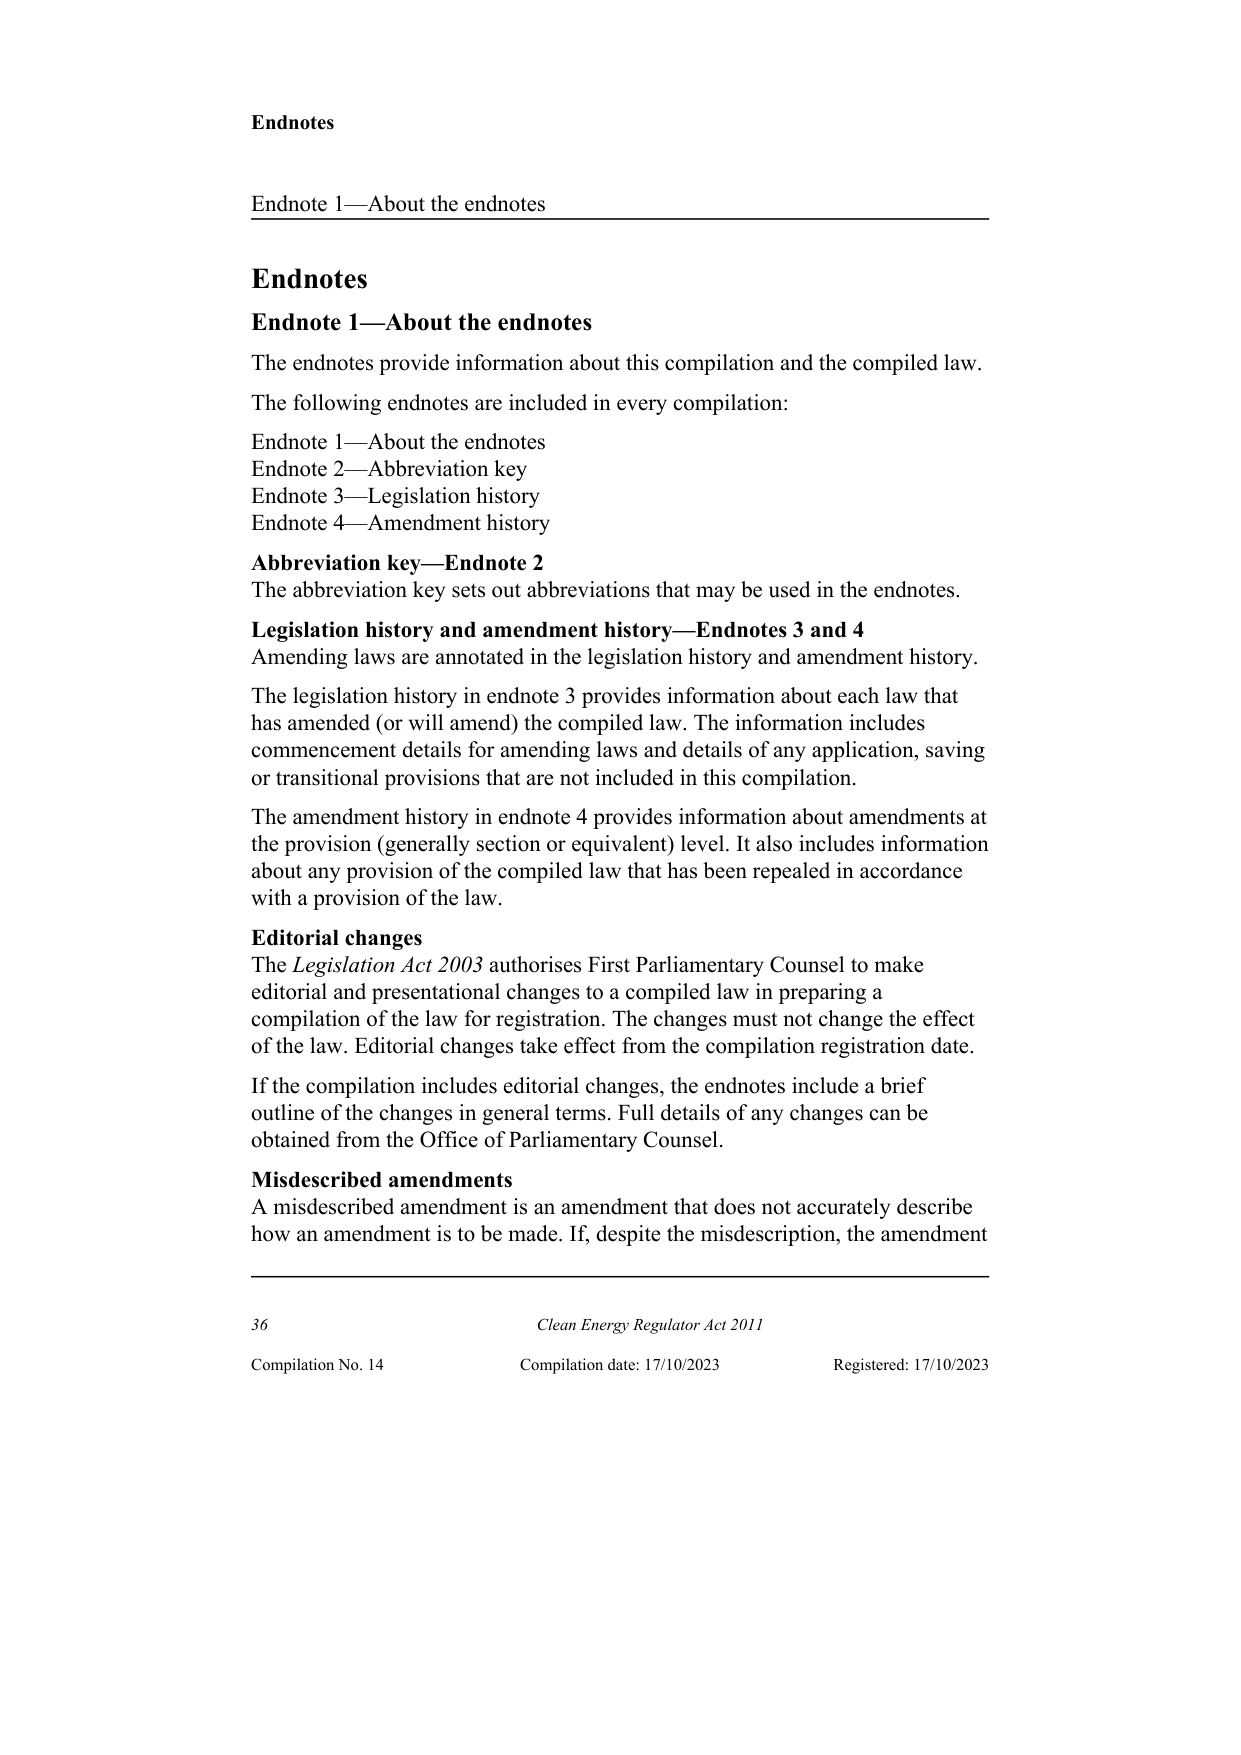 Endnotes
Endnote 1—About the endnotes
Endnotes
Endnote 1—About the endnotes
The endnotes provide information about this compilation and the compiled law.
The following endnotes are included in every compilation:
Endnote 1—About the endnotes
Endnote 2—Abbreviation key
Endnote 3—Legislation history
Endnote 4—Amendment history
Abbreviation key—Endnote 2
The abbreviation key sets out abbreviations that may be used in the endnotes.
Legislation history and amendment history—Endnotes 3 and 4
Amending laws are annotated in the legislation history and amendment history.
The legislation history in endnote 3 provides information about each law that
has amended (or will amend) the compiled law. The information includes
commencement details for amending laws and details of any application, saving
or transitional provisions that are not included in this compilation.
The amendment history in endnote 4 provides information about amendments at
the provision (generally section or equivalent) level. It also includes information
about any provision of the compiled law that has been repealed in accordance
with a provision of the law.
Editorial changes
The Legislation Act 2003 authorises First Parliamentary Counsel to make
editorial and presentational changes to a compiled law in preparing a
compilation of the law for registration. The changes must not change the effect
of the law. Editorial changes take effect from the compilation registration date.
If the compilation includes editorial changes, the endnotes include a brief
outline of the changes in general terms. Full details of any changes can be
obtained from the Office of Parliamentary Counsel.
Misdescribed amendments
A misdescribed amendment is an amendment that does not accurately describe
how an amendment is to be made. If, despite the misdescription, the amendment
36 Clean Energy Regulator Act 2011
Compilation No. 14 Compilation date: 17/10/2023 Registered: 17/10/2023